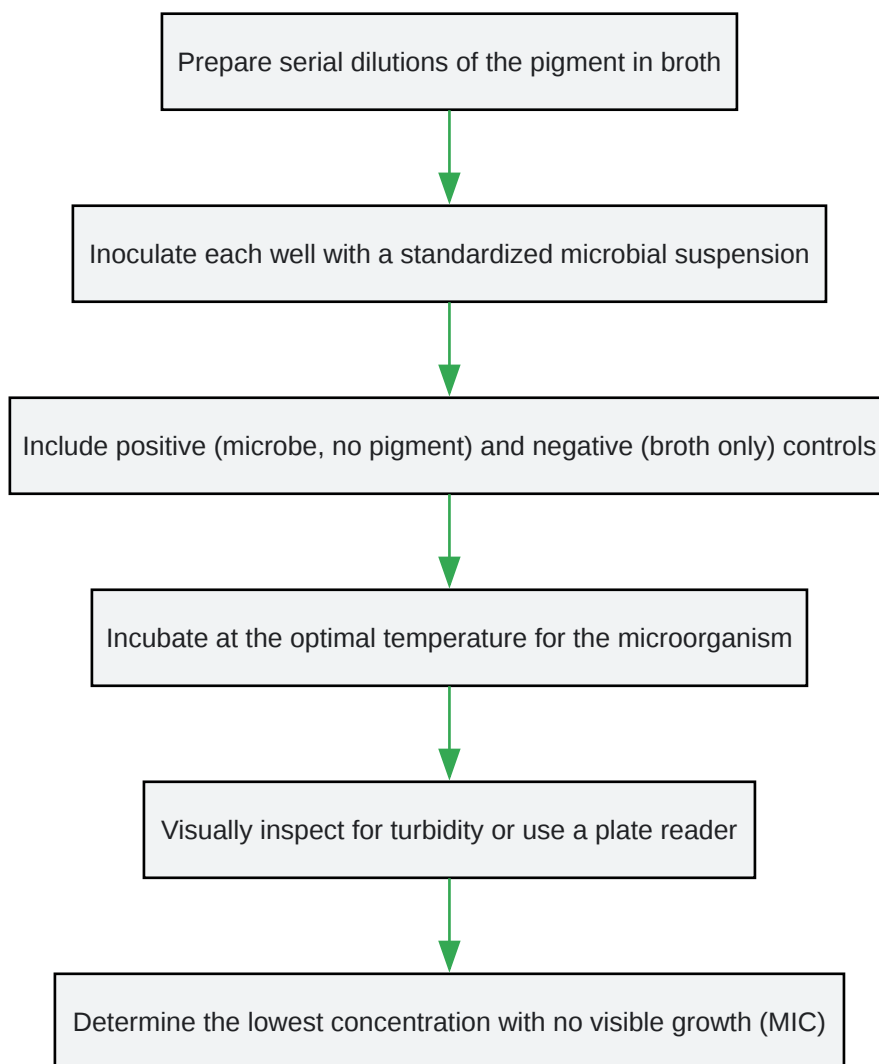 Prepare serial dilutions of the pigment in broth
Inoculate each well with a standardized microbial suspension
Include positive (microbe, no pigment) and negative (broth only) controls
Incubate at the optimal temperature for the microorganism
Visually inspect for turbidity or use a plate reader
Determine the lowest concentration with no visible growth (MIC)